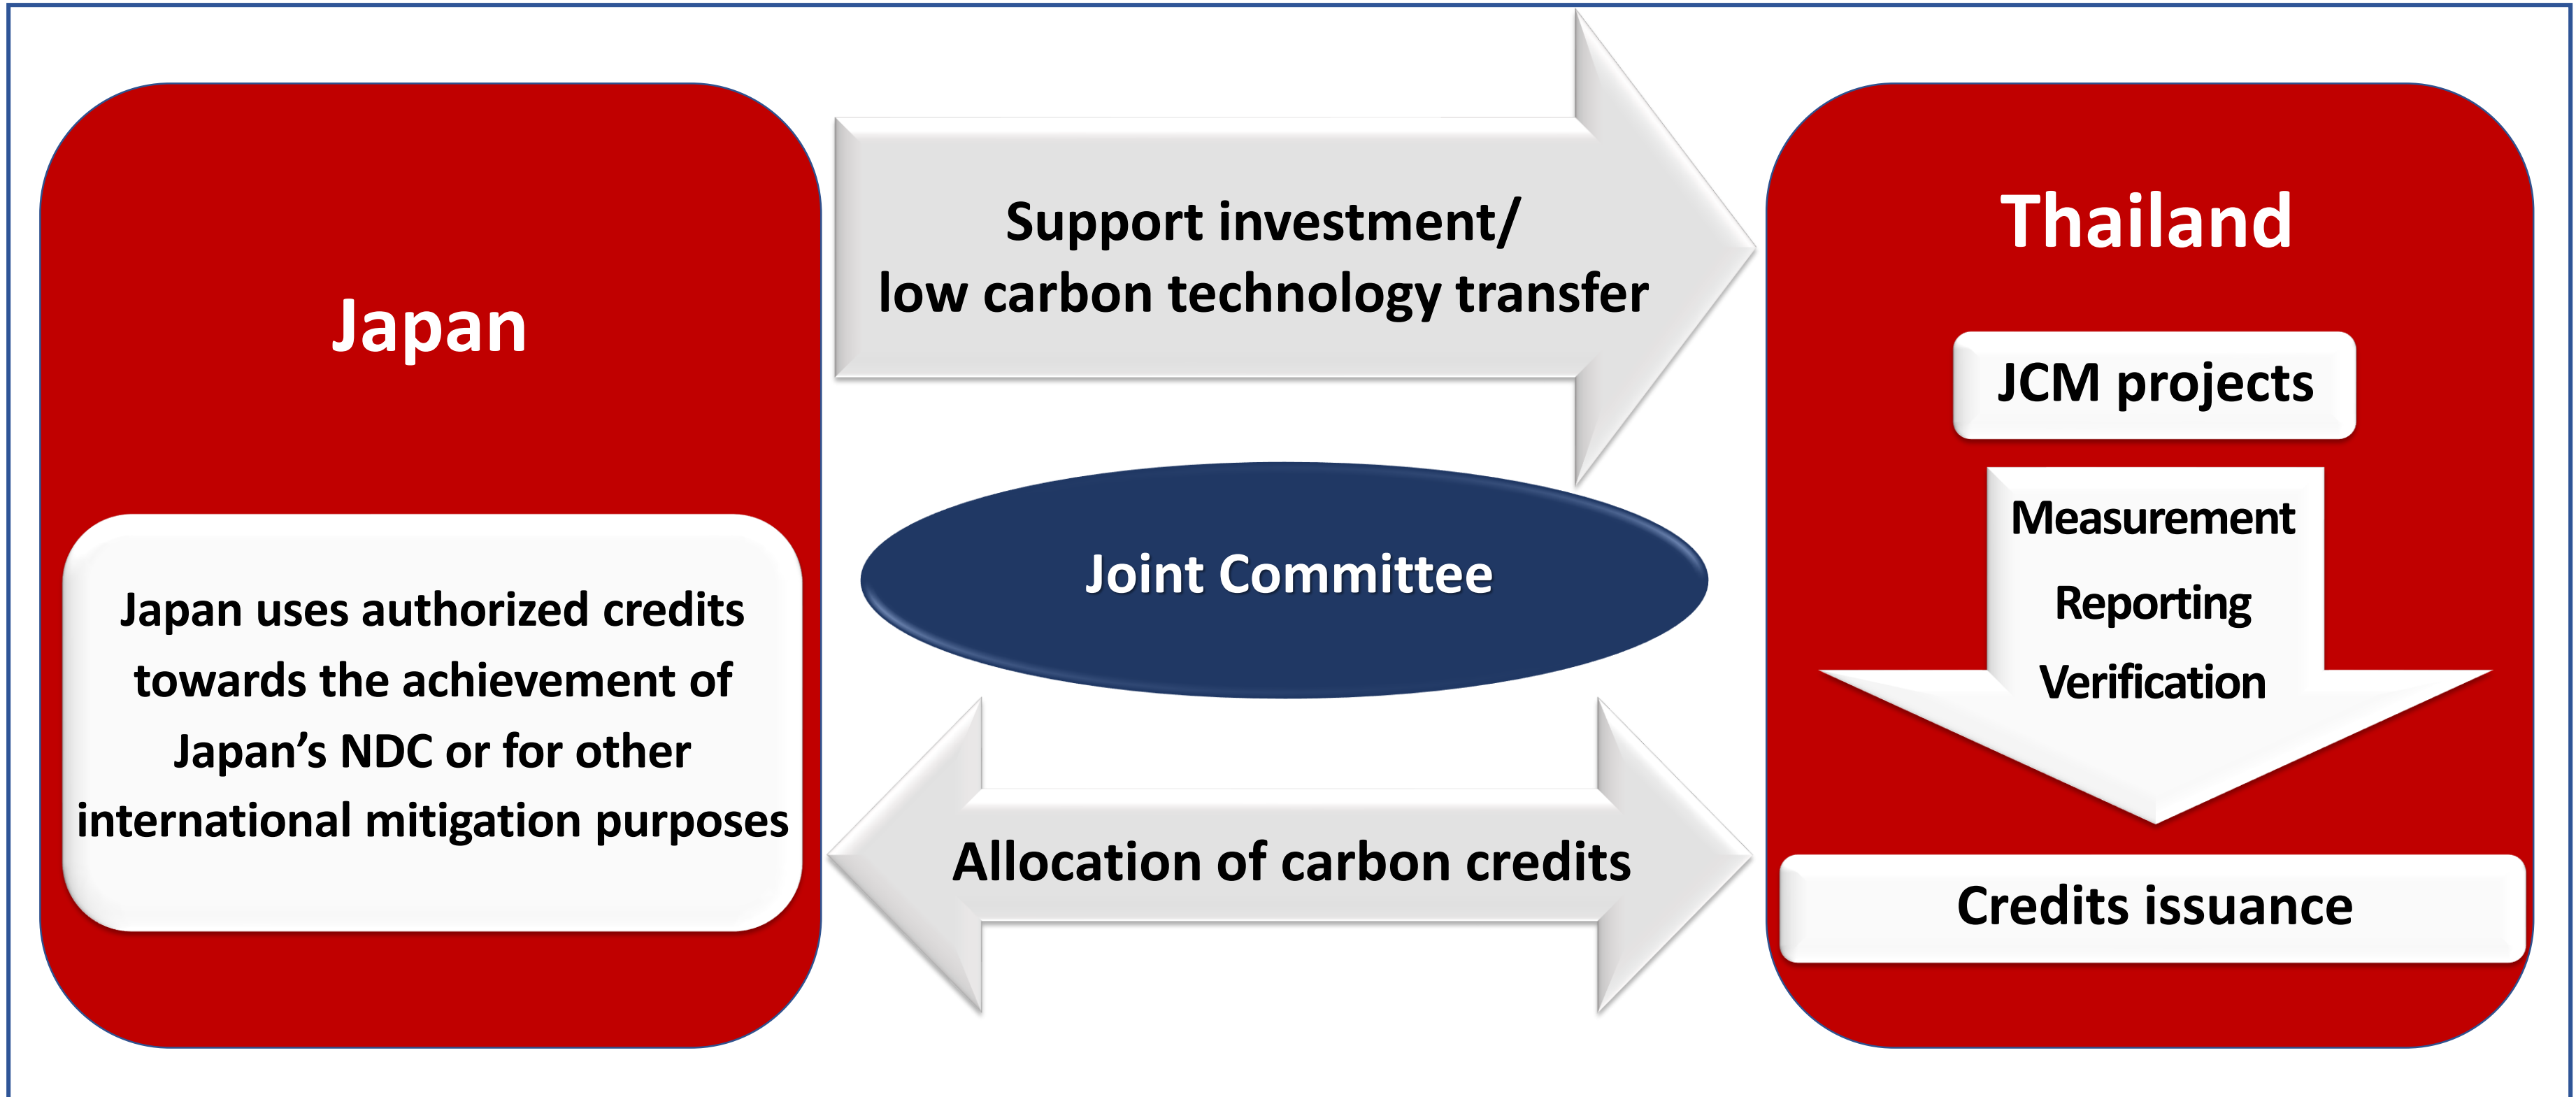 Japan
Japan uses authorized credits
towards the achievement of
Japan’s NDC or for other
international mitigation purposes
Support investment/
low carbon technology transfer
Joint Committee
Allocation of carbon credits
Thailand
JCM projects
Measurement
Reporting
Verification
Credits issuance